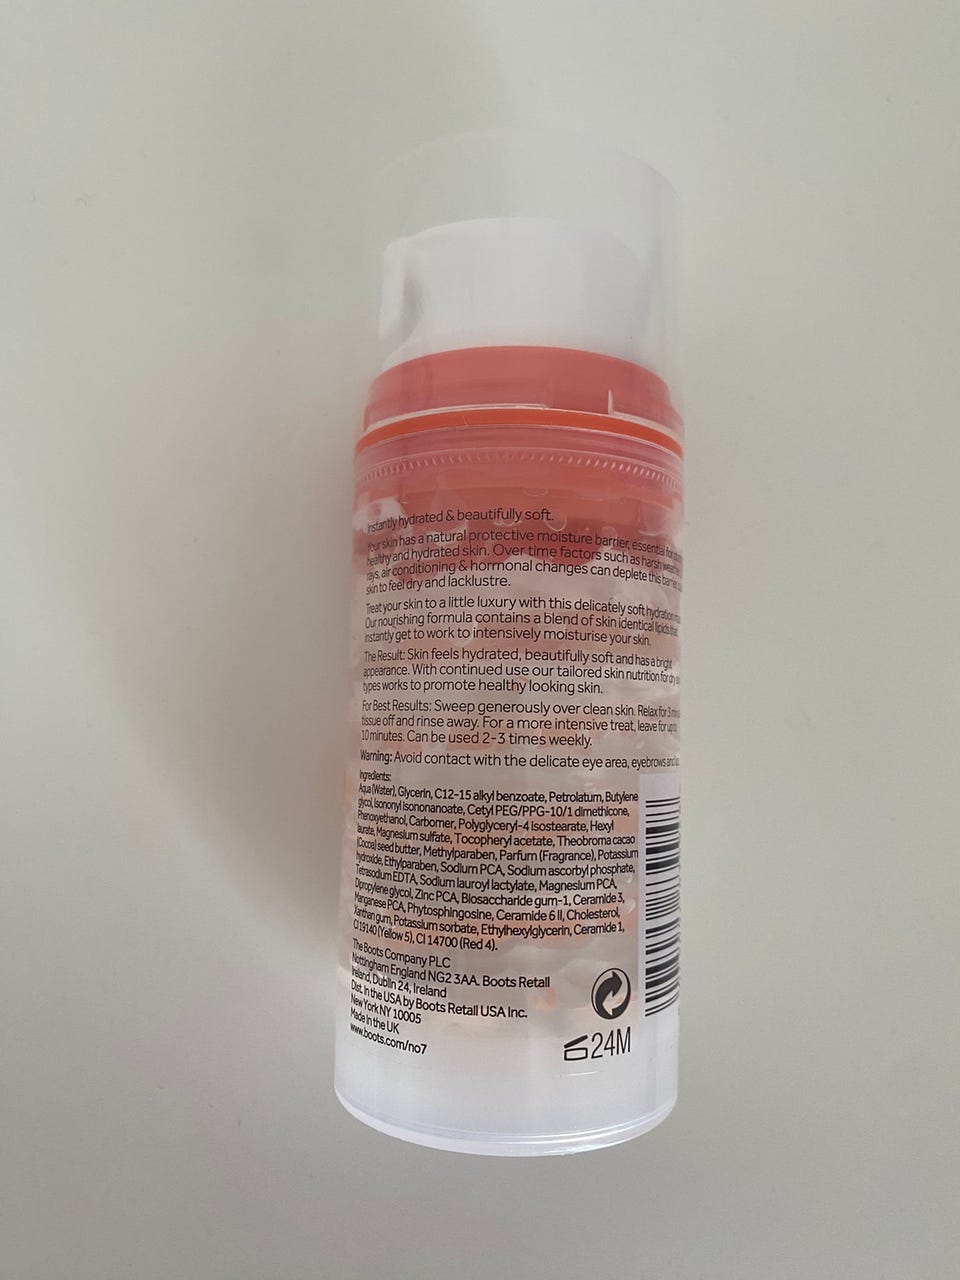 Instantly hydrated & beautifully soft.
Your skin has a natural protective moisture barrier, essential for
healthy and hydrated skin. Over time factors such as harsh
rays, air conditioning & hormonal changes can deplete this barrier,
skin to feel dry and lacklustre.
Treat your skin to a little luxury with this delicately soft hydration
Our nourishing formula contains a blend of skin identical lipids
instantly get to work to intensively moisturise your skin.
The Result: Skin feels hydrated, beautifully soft and has a bright
appearance. With continued use our tailored skin nutrition for dry
types works to promote healthy looking skin.
For Best Results: Sweep generously over clean skin. Relax for 3
tissue off and rinse away. For a more intensive treat, leave for up to
10 minutes. Can be used 2-3 times weekly.
Warning: Avoid contact with the delicate eye area, eyebrows and
Ingredients:
Aqua (Water), Glycerin, C12-15 alkyl benzoate, Petrolatum, Butylene
glycol, Isononyl isononanoate, Cetyl PEG/PPG-10/1 dimethicone,
Phenoxyethanol, Carbomer, Polyglyceryl-4 isostearate, Hexyl
laurate, Magnesium sulfate, Tocopheryl acetate, Theobroma cacao
(Cocoa) seed butter, Methylparaben, Parfum (Fragrance), Potassium
hydroxide, Ethylparaben, Sodium PCA, Sodium ascorbyl phosphate,
Tetrasodium EDTA, Sodium lauroyl lactylate, Magnesium PCA,
Dipropylene glycol, Zinc PCA, Biosaccharide gum-1, Ceramide 3,
Manganese PCA, Phytosphingosine, Ceramide 6 II, Cholesterol,
Xanthan gum, Potassium sorbate, Ethylhexylglycerin, Ceramide 1,
CI 19140 (Yellow 5), CI 14700 (Red 4).
The Boots Company PLC
Nottingham England NG2 3AA. Boots Retail
Ireland, Dublin 24, Ireland
Dist. in the USA by Boots Retail USA Inc.
New York NY 10005
Made in the UK
www.boots.com/no7
24M